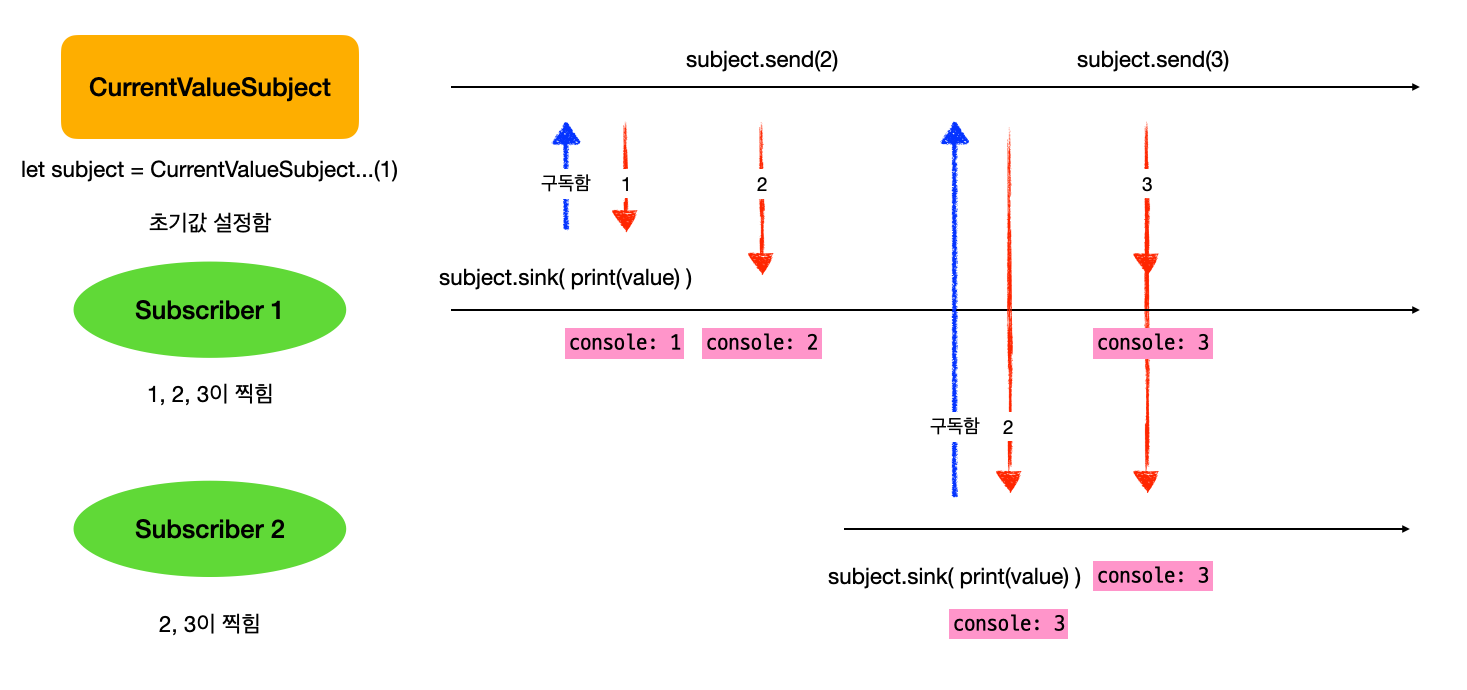 CurrentValueSubject
let subject = CurrentValueSubject...(1)
초기값 설정함
subject.send(2)
subject.send(3)
구독함
1
2
3
subject.sink( print(value) )
Subscriber 1
console: 1
console: 2
console: 3
1, 2, 3이 찍힘
구독함
2
Subscriber 2
subject.sink( print(value) )
console: 3
console: 3
2, 3이 찍힘